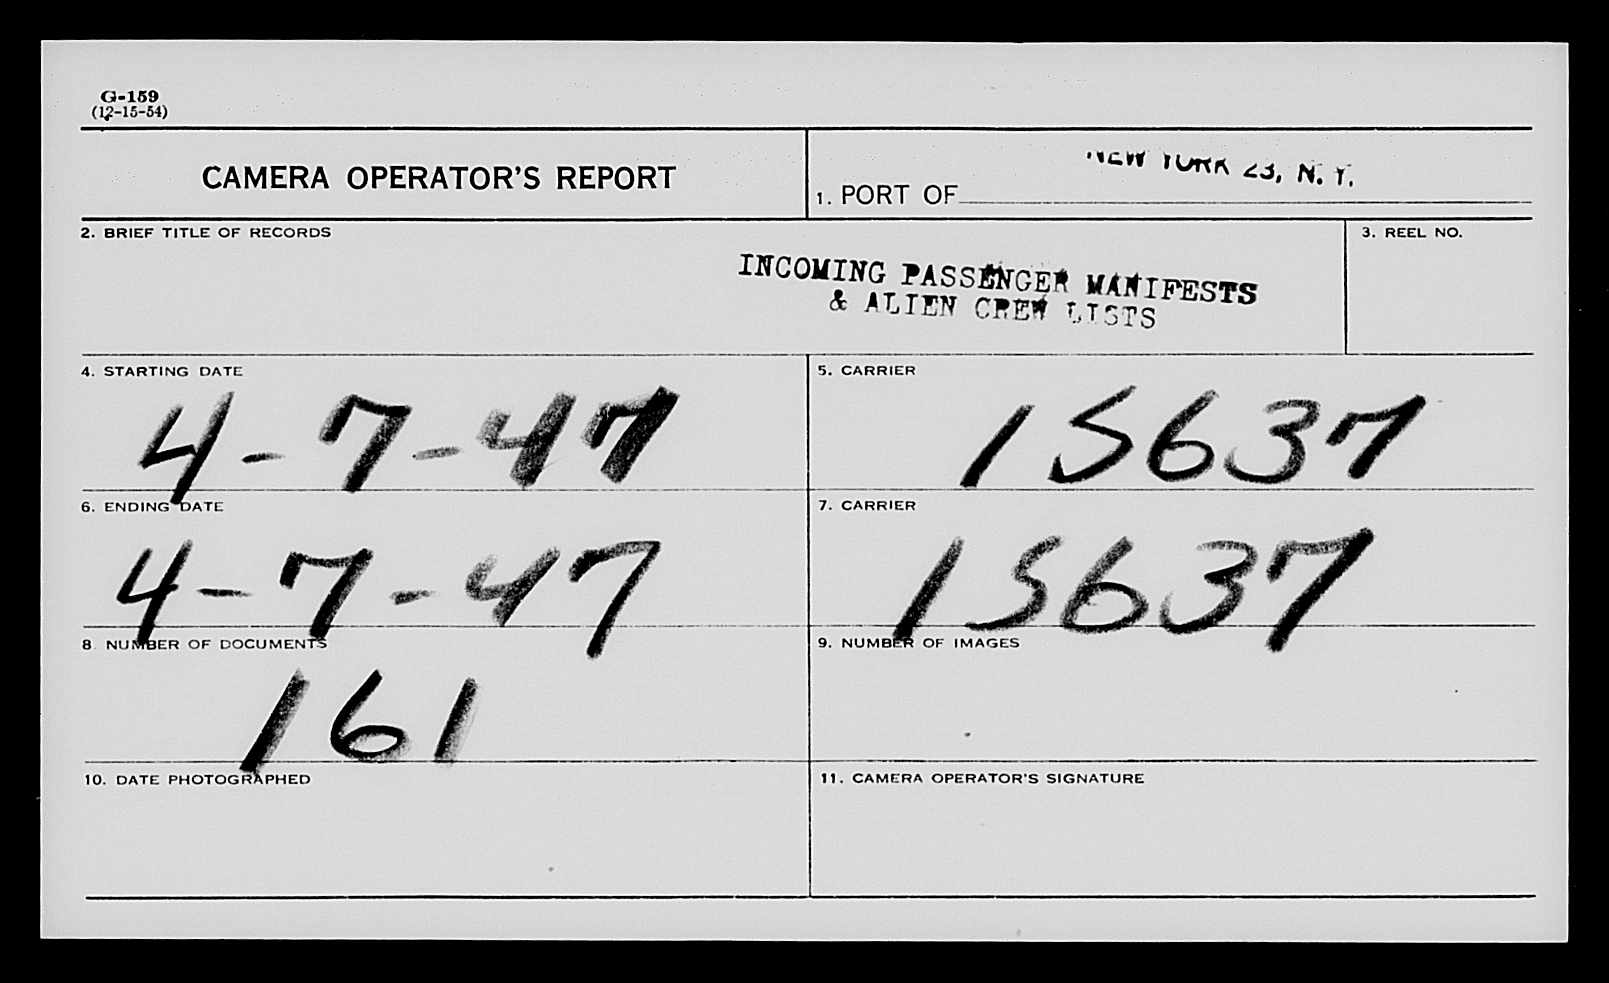 G-159
(12-15-54)
CAMERA OPERATOR'S REPORT
1. PORT OF
NEW YORK 23, N. Y.
2. BRIEF TITLE OF RECORDS
INCOMING PASSENGER MANIFESTS
& ALIEN CREW LISTS
3. REEL NO.
4. STARTING DATE
4-7-47
5. CARRIER
15637
6. ENDING DATE
4-7-47
7. CARRIER
15637
8 NUMBER OF DOCUMENTS
161
9. NUMBER OF IMAGES
10. DATE PHOTOGRAPHED
11. CAMERA OPERATOR'S SIGNATURE